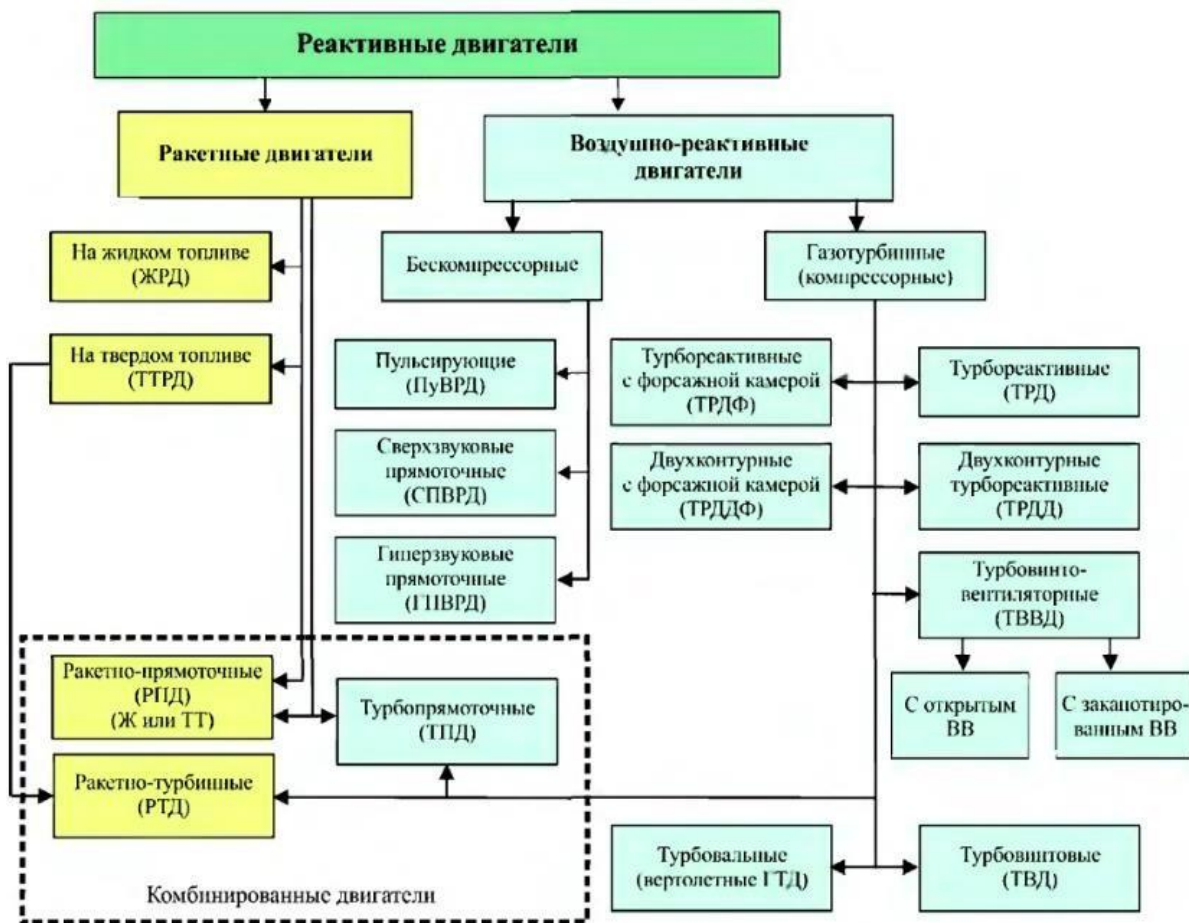 Реактивные двигатели
Ракетные двигатели
Воздушно-реактивные
двигатели
На жидком топливе
(ЖРД)
Бескомпрессорные
Газотурбинные
(компрессорные)
На твердом топливе
(ТТРД)
Пульсирующие
(ПуВРД)
Турбореактивные
с форсажной камерой
(ТРДФ)
Турбореактивные
(ТРД)
Сверхзвуковые
прямоточные
(СПВРД)
Двухконтурные
с форсажной камерой
(ТРДДФ)
Двухконтурные
турбореактивные
(ТРДД)
Гиперзвуковые
прямоточные
(ГПВРД)
Турбовинто-
вентиляторные
(ТВВД)
Ракетно-прямоточные
(РПД)
(Ж или ТТ)
Турбопрямоточные
(ТПД)
С открытым
ВВ
С закапотиро-
ванным ВВ
Ракетно-турбинные
(РТД)
Турбовальные
(вертолетные ГТД)
Турбовинтовые
(ТВД)
Комбинированные двигатели